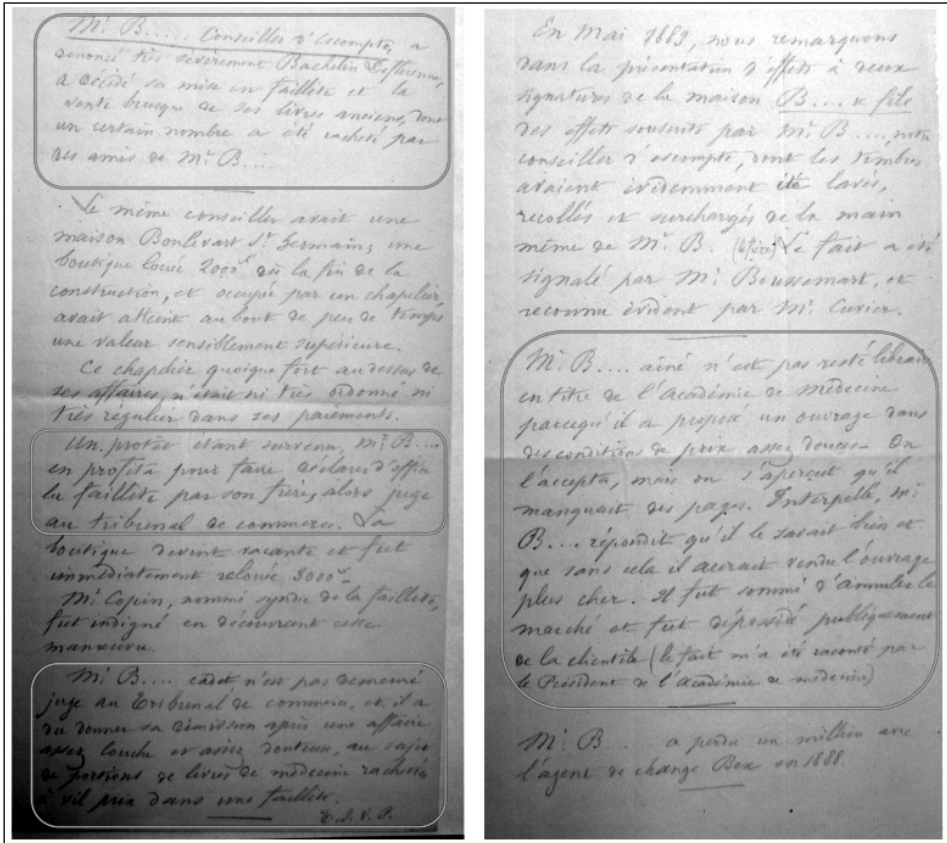 Mr. B..... Conseiller d'escompte, a
dénoncé très sévèrement Bachelin Deflorenne,
a décidé sa mise en faillite et la
vente brusque de ses livres anciens, dont
un certain nombre a été racheté par
des amis de Mr. B....
Le même conseiller avait une
maison Boulevart St. Germain; une
boutique louée 2000f dès la fin de la
construction, et occupée par un chapelier,
avait atteint au bout de peu de temps
une valeur sensiblement supérieure.
Ce chapelier quoique fort au dessus de
ses affaires, n'était ni très ordonné ni
très régulier dans ses paiements.
Un protêt étant survenu, Mr. B....
en profita pour faire déclarer d'office
la faillite par son frère, alors juge
au tribunal de commerce. La
boutique devint vacante et fut
immédiatement relouée 3000f
Mr. Copin, nommé syndic de la faillite,
fut indigné en découvrant cette
manœuvre.
Mr. B.... cadet n'est pas demeuré
juge au Tribunal de commerce, et il a
du donner sa démission après une affaire
assez louche et assez douteuse, au sujet
de portions de livres de médecine rachetés
à vil prix dans une faillite.
T.S.V.P.
En Mai 1889, nous remarquons
dans la présentation d'effets à deux
signatures de la maison B.... & fils
des effets souscrits par Mr. B...., notre
conseiller d'escompte, dont les timbres
avaient évidemment été lavés,
recollés et surchargés de la main
même de Mr. B. (le père) Le fait a été
signalé par Mr. Boussemart, et
reconnu évident par Mr. Cuvier.
Mr. B.... ainé n'est pas resté libraire
en titre de l'Académie de Médecine
parcequ'il a proposé un ouvrage dans
des conditions de prix assez douces. On
l'accepta, mais on s'aperçut qu'il
manquait des pages. Interpellé, Mr.
B.... répondit qu'il le savait bien et
que sans cela il aurait vendu l'ouvrage
plus cher. Il fut sommé d'annuler le
marché et fut dépossédé publiquement
de la clientèle (le fait m'a été raconté par
le Président de l'Académie de médecine)
Mr. B..... a perdu un million avec
l'agent de change Bex en 1888.